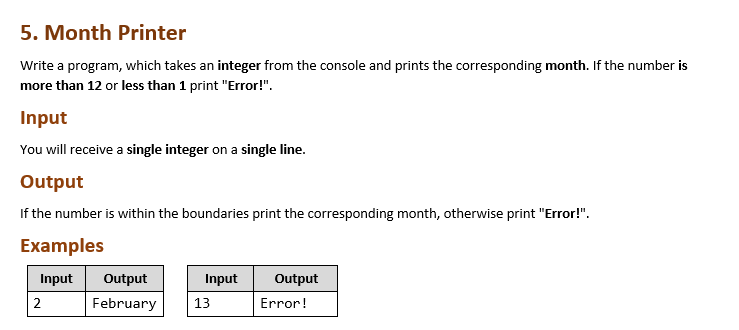 5. Month Printer
Write a program, which takes an integer from the console and prints the corresponding month. If the number is
more than 12 or less than 1 print "Error!".
Input
You will receive a single integer on a single line.
Output
If the number is within the boundaries print the corresponding month, otherwise print "Error!".
Examples
Input Output Input Output
2 February 13 Error!